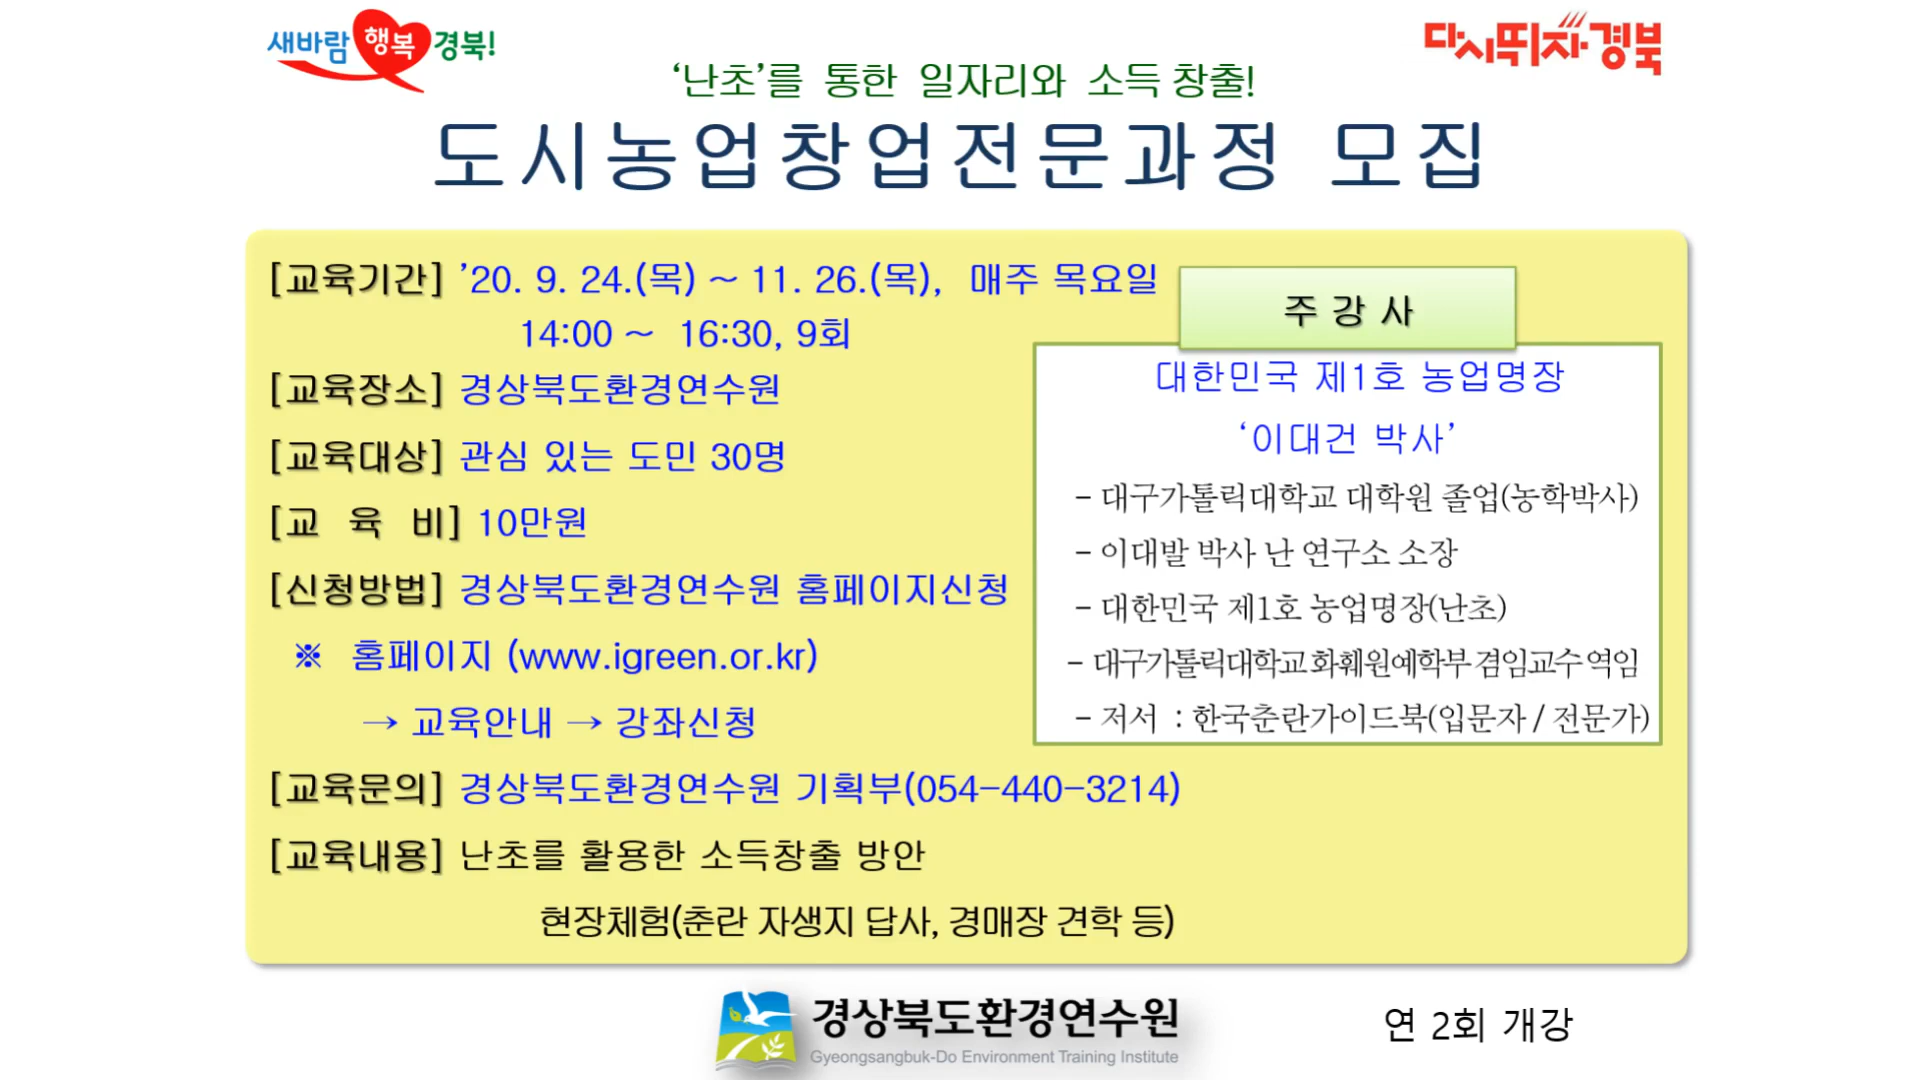 새바람 행복 경북!
다시뛰자 경북
‘난초’를 통한 일자리와 소득 창출!
도시농업창업전문과정 모집
[교육기간] ’20. 9. 24.(목) ~ 11. 26.(목), 매주 목요일
14:00 ~ 16:30, 9회
[교육장소] 경상북도환경연수원
[교육대상] 관심 있는 도민 30명
[교 육 비] 10만원
[신청방법] 경상북도환경연수원 홈페이지신청
※ 홈페이지 (www.igreen.or.kr)
→ 교육안내 → 강좌신청
[교육문의] 경상북도환경연수원 기획부(054-440-3214)
[교육내용] 난초를 활용한 소득창출 방안
현장체험(춘란 자생지 답사, 경매장 견학 등)
주 강 사
대한민국 제1호 농업명장
‘이대건 박사’
- 대구가톨릭대학교 대학원 졸업(농학박사)
- 이대발 박사 난 연구소 소장
- 대한민국 제1호 농업명장(난초)
- 대구가톨릭대학교 화훼원예학부 겸임교수 역임
- 저서 : 한국춘란가이드북(입문자 / 전문가)
경상북도환경연수원
Gyeongsangbuk-Do Environment Training Institute
연 2회 개강